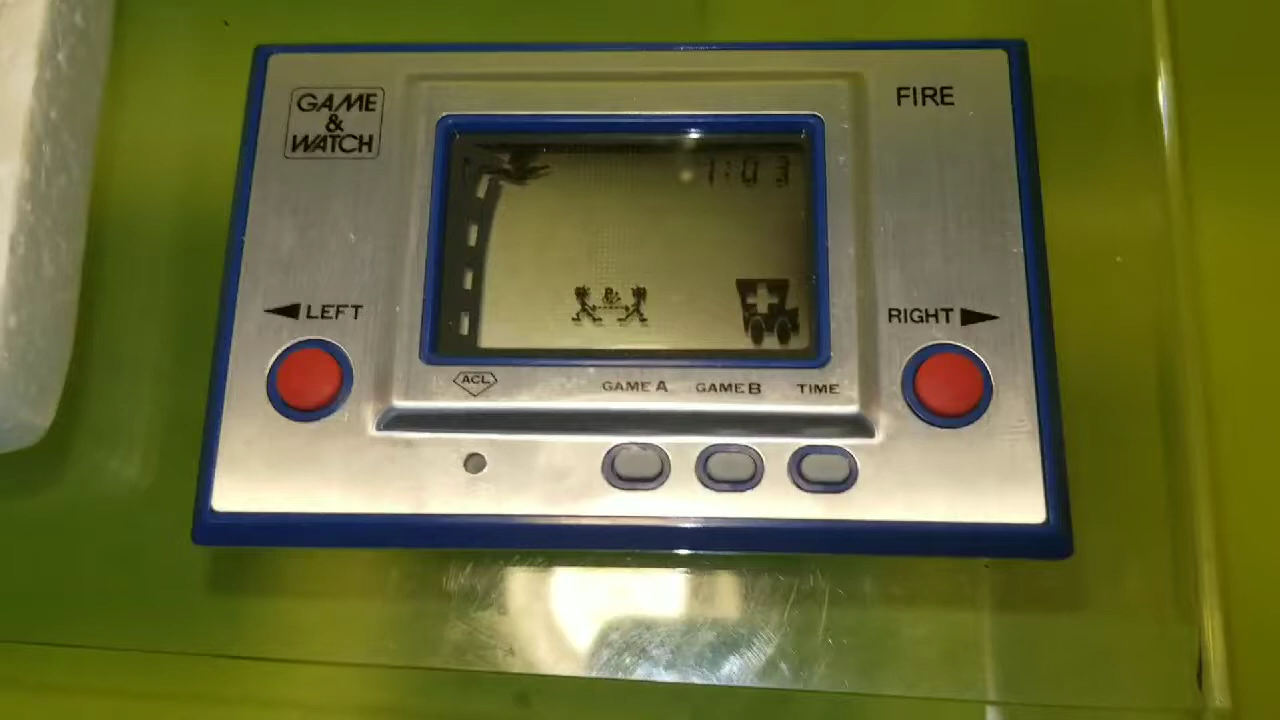 GAME
&
WATCH
FIRE
1:03
◀ LEFT
RIGHT ▶
ACL
GAME A
GAME B
TIME